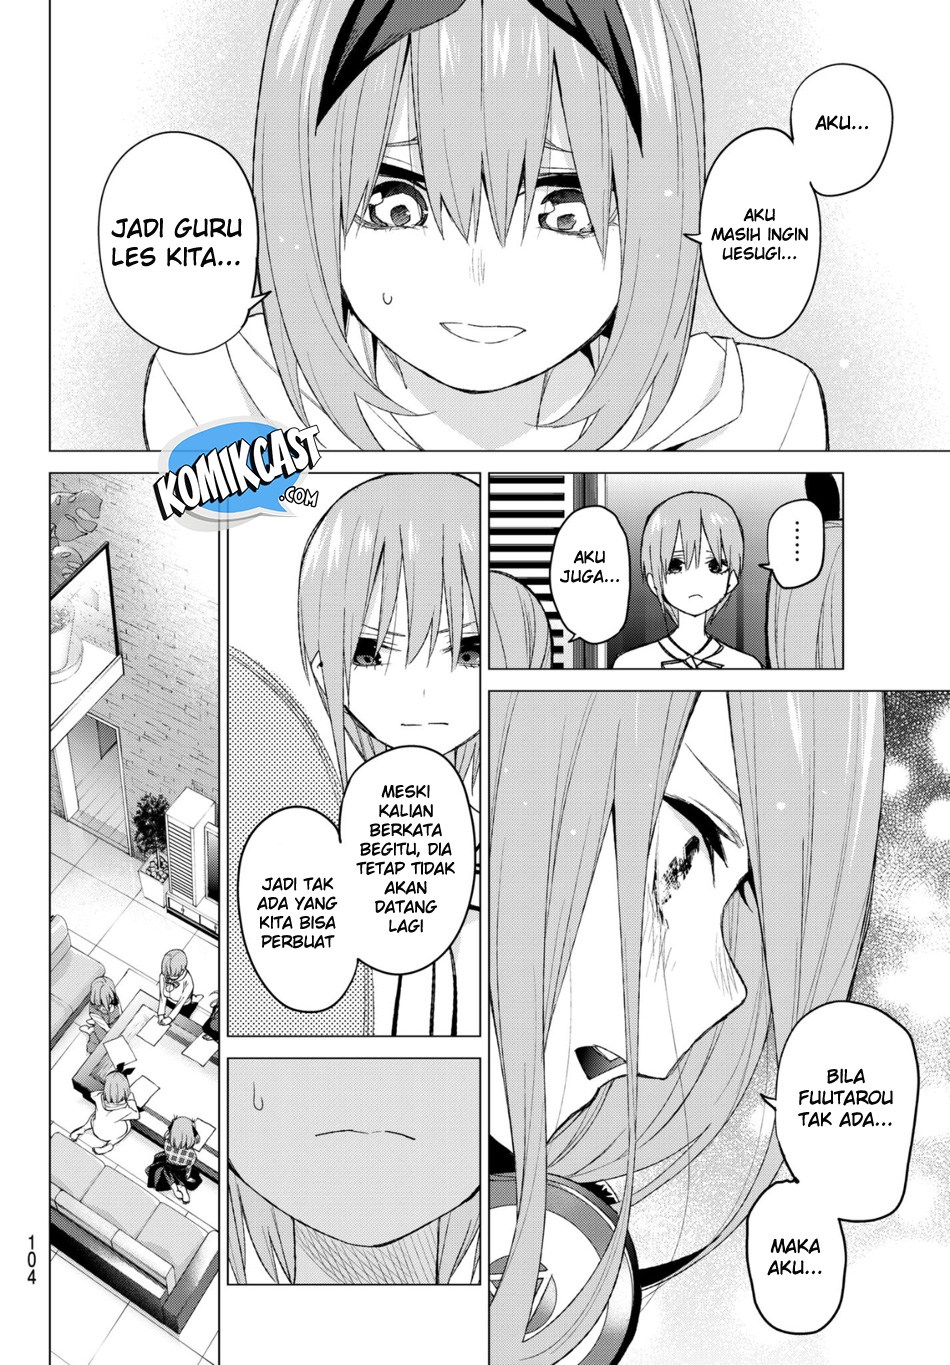 AKU...
AKU
MASIH INGIN
UESUGI...
JADI GURU
LES KITA...
KOMIKCAST
.COM
........
AKU
JUGA...
BILA
FUUTAROU
TAK ADA...
MAKA
AKU...
MESKI
KALIAN
BERKATA
BEGITU, DIA
TETAP TIDAK
AKAN
DATANG
LAGI
JADI TAK
ADA YANG
KITA BISA
PERBUAT
104